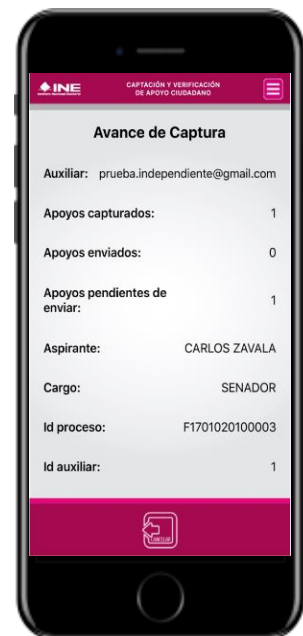 INE
CAPTACIÓN Y VERIFICACIÓN
DE APOYO CIUDADANO
Avance de Captura
Auxiliar: prueba.independiente@gmail.com
Apoyos capturados: 1
Apoyos enviados: 0
Apoyos pendientes de
enviar: 1
Aspirante: CARLOS ZAVALA
Cargo: SENADOR
Id proceso: F1701020100003
Id auxiliar: 1
CANCELAR